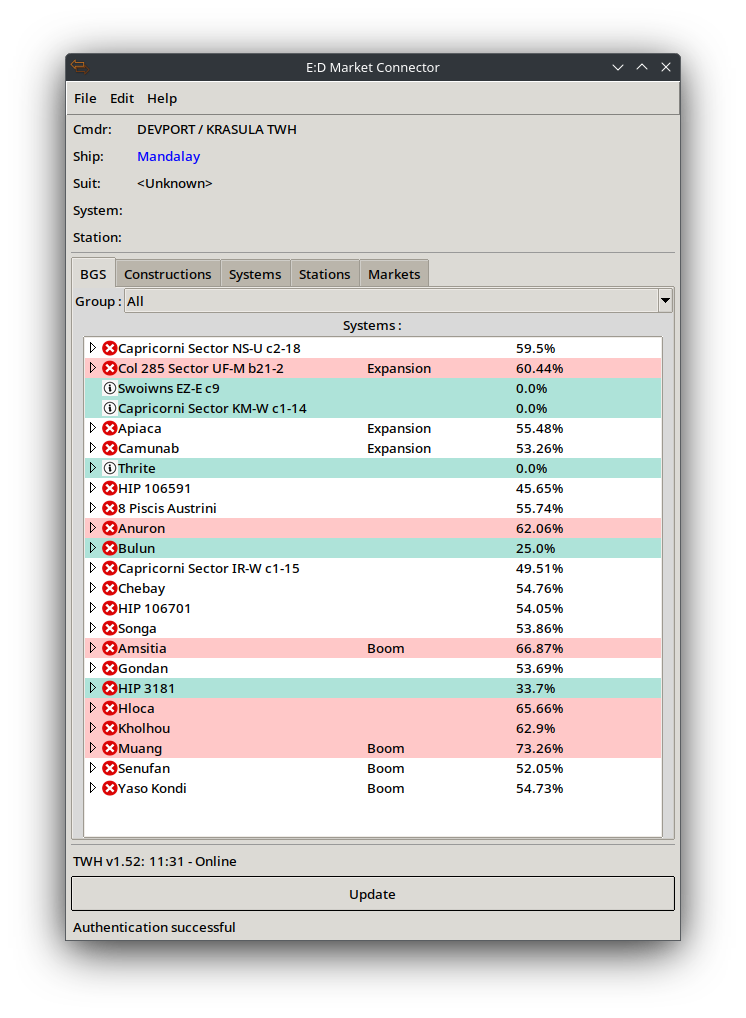 E:D Market Connector
File Edit Help
Cmdr: DEVPORT / KRASULA TWH
Ship: Mandalay
Suit: <Unknown>
System:
Station:
BGS Constructions Systems Stations Markets
Group : All
Systems :
Capricorni Sector NS-U c2-18 59.5%
Col 285 Sector UF-M b21-2 Expansion 60.44%
Swoiwns EZ-E c9 0.0%
Capricorni Sector KM-W c1-14 0.0%
Apiaca Expansion 55.48%
Camunab Expansion 53.26%
Thrite 0.0%
HIP 106591 45.65%
8 Piscis Austrini 55.74%
Anuron 62.06%
Bulun 25.0%
Capricorni Sector IR-W c1-15 49.51%
Chebay 54.76%
HIP 106701 54.05%
Songa 53.86%
Amsitia Boom 66.87%
Gondan 53.69%
HIP 3181 33.7%
Hloca 65.66%
Kholhou 62.9%
Muang Boom 73.26%
Senufan Boom 52.05%
Yaso Kondi Boom 54.73%
TWH v1.52: 11:31 - Online
Update
Authentication successful